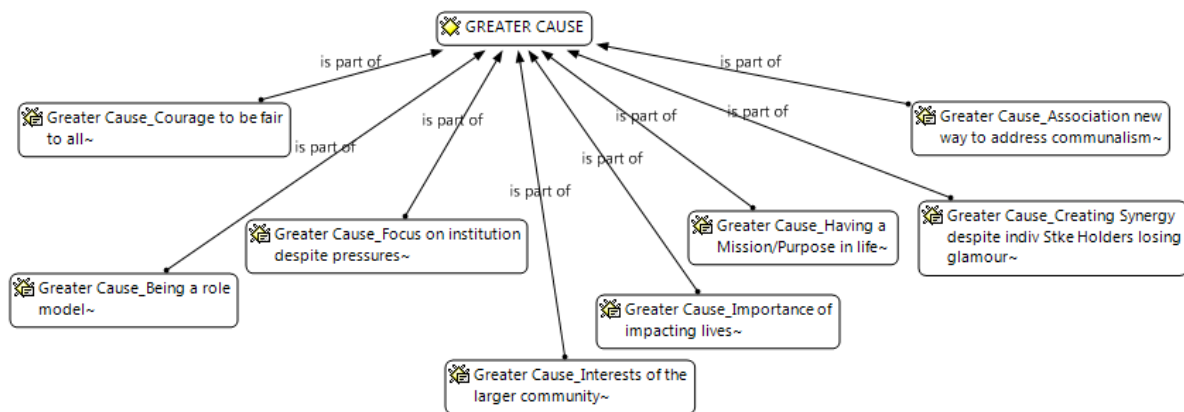 GREATER CAUSE
is part of
is part of
Greater Cause_Courage to be fair
to all~
Greater Cause_Association new
way to address communalism~
is part of
is part of
is part of
is part of
is part of
is part of
Greater Cause_Creating Synergy
despite indiv Stke Holders losing
glamour~
Greater Cause_Having a
Mission/Purpose in life~
Greater Cause_Focus on institution
despite pressures~
Greater Cause_Being a role
model~
Greater Cause_Importance of
impacting lives~
Greater Cause_Interests of the
larger community~